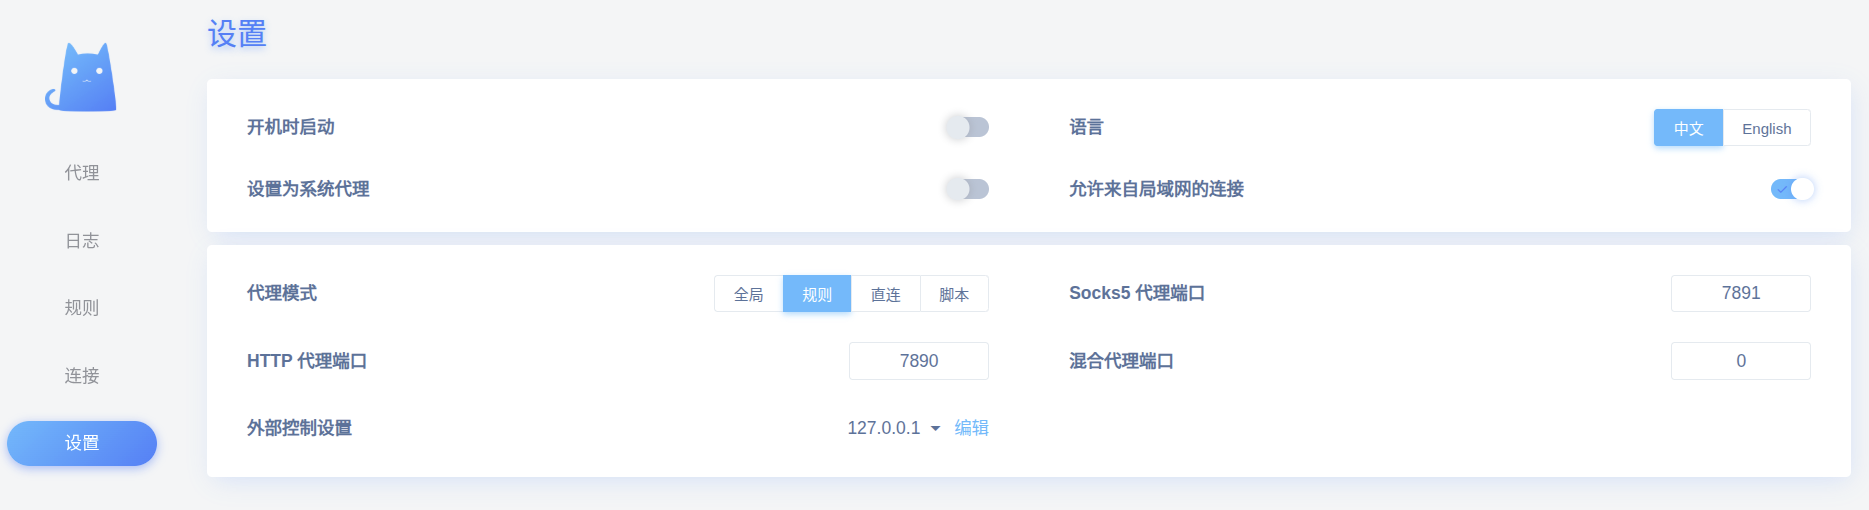 设置
代理
日志
规则
连接
设置
开机时启动
语言
中文 English
设置为系统代理
允许来自局域网的连接
代理模式
全局 规则 直连 脚本
Socks5 代理端口
7891
HTTP 代理端口
7890
混合代理端口
0
外部控制设置
127.0.0.1 编辑